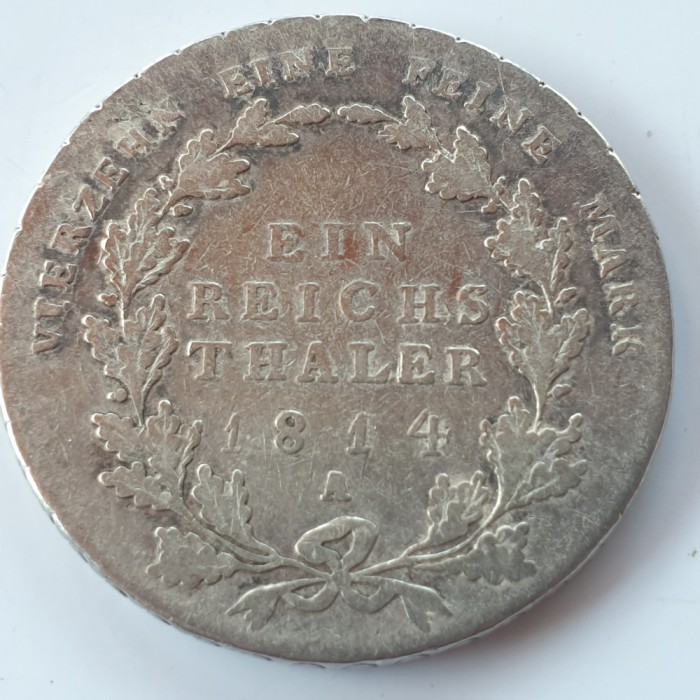 VIERZEHN EINE FEINE MARK
EIN
REICHS
THALER
1814
A